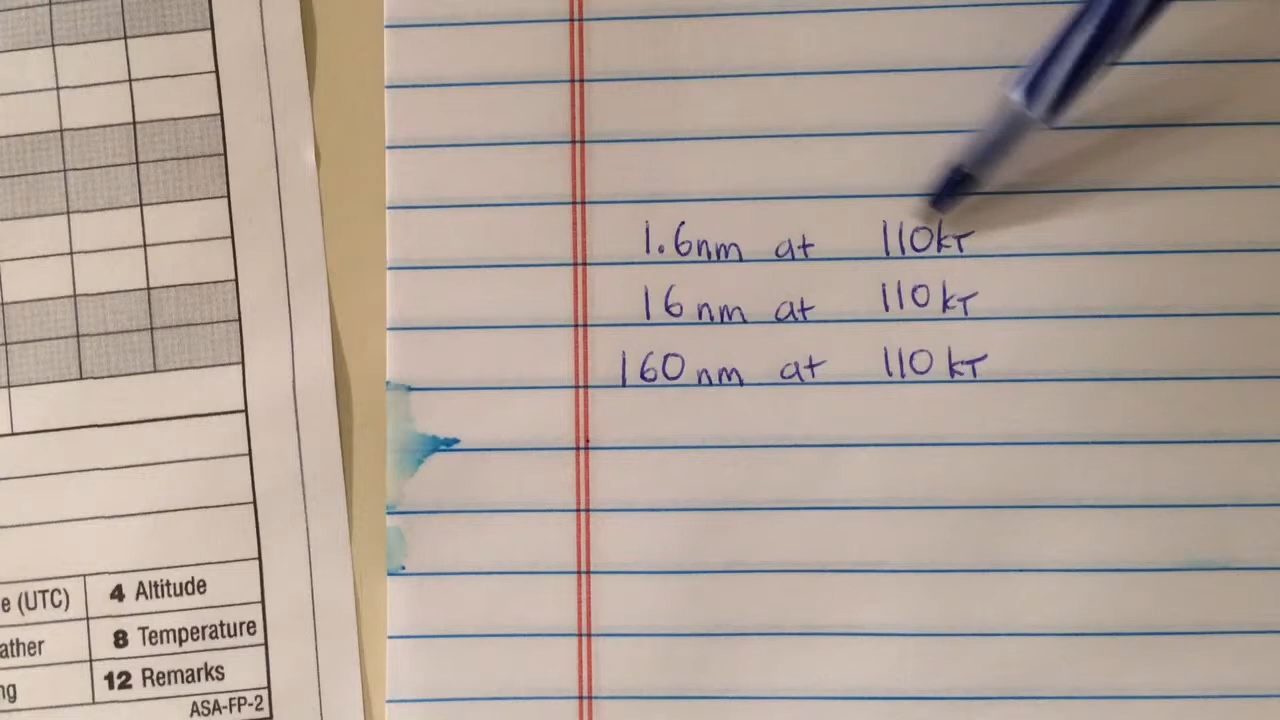 1.6nm at 110kT
16nm at 110kT
160nm at 110kT
e (UTC) 4 Altitude
ather 8 Temperature
ng 12 Remarks
ASA-FP-2